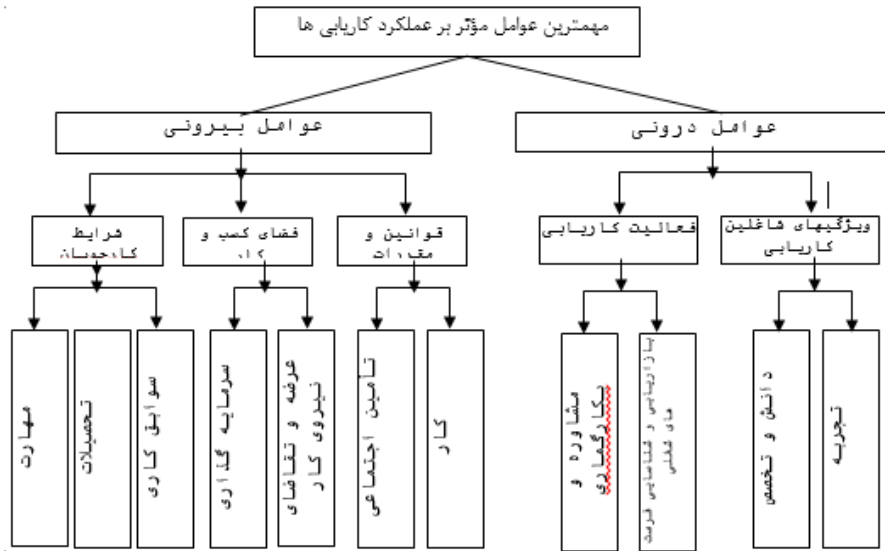 مهمترین عوامل مؤثر بر عملکرد کاریابی ها
عوامل درونی
عوامل بیرونی
ویژگیهای شاغلین
کاریابی
فعالیت کاریابی
قوانین و
مقررات
فضای کسب و
کار
شرایط
کارجویان
تجربه
دانش و تخصص
بازاریابی و شناسایی فرصت
های شغلی
مشاوره و
بکارگماری
کار
تأمین اجتماعی
عرضه و تقاضای
نیروی کار
سرمایه گذاری
سوابق کاری
تحصیلات
مهارت